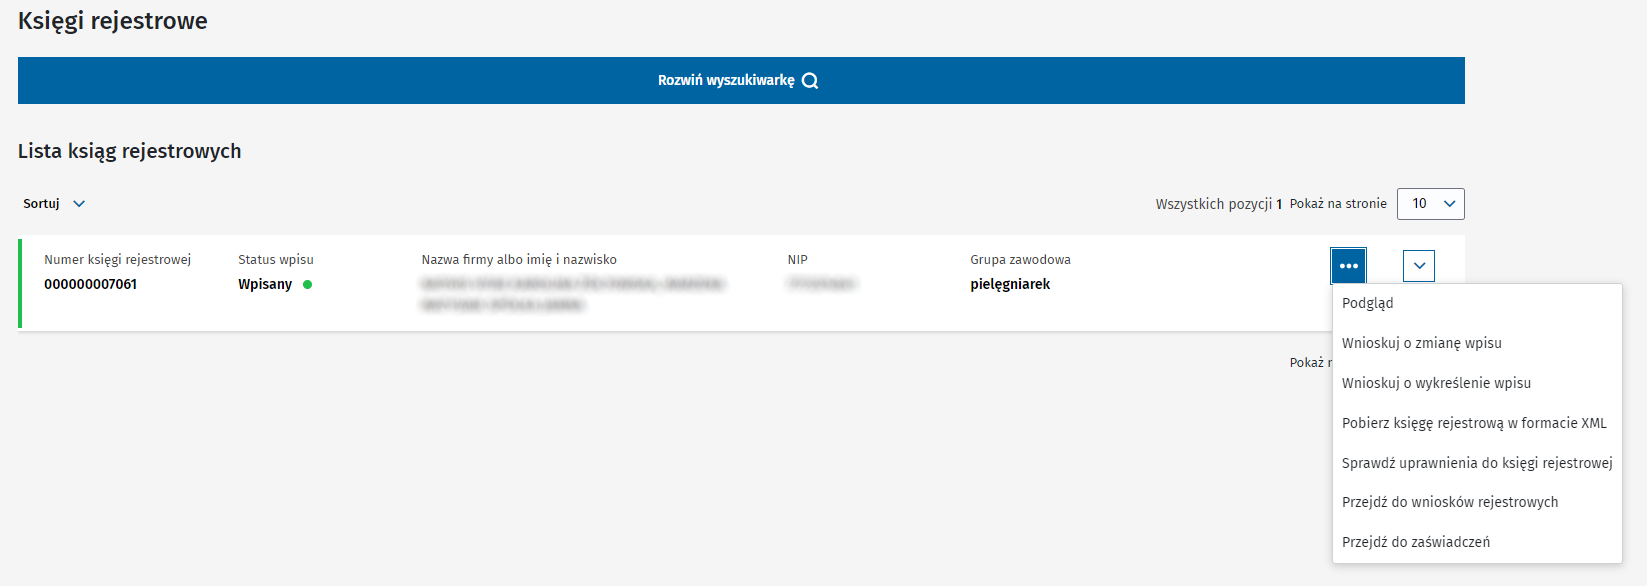 Księgi rejestrowe
Rozwiń wyszukiwarkę
Lista ksiąg rejestrowych
Sortuj
Wszystkich pozycji 1 Pokaż na stronie 10
Numer księgi rejestrowej
000000007061
Status wpisu
Wpisany
Nazwa firmy albo imię i nazwisko
NIP
Grupa zawodowa
pielęgniarek
Pokaż
Podgląd
Wnioskuj o zmianę wpisu
Wnioskuj o wykreślenie wpisu
Pobierz księgę rejestrową w formacie XML
Sprawdź uprawnienia do księgi rejestrowej
Przejdź do wniosków rejestrowych
Przejdź do zaświadczeń